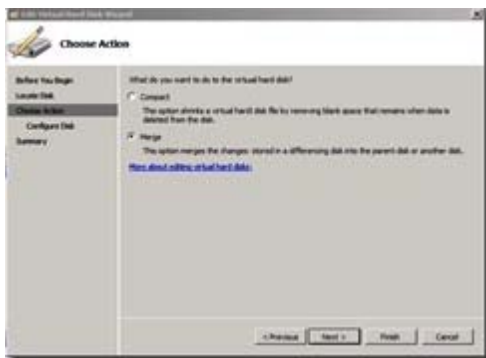 Edit Virtual Hard Disk Wizard
Choose Action
Before You Begin
Locate Disk
Choose Action
Configure Disk
Summary
What do you want to do to the virtual hard disk?
Compact
This option shrinks a virtual hard disk file by removing blank space that remains when data is
deleted from the disk.
Merge
This option merges the changes stored in a differencing disk into the parent disk or another disk.
More about editing virtual hard disks
< Previous
Next >
Finish
Cancel